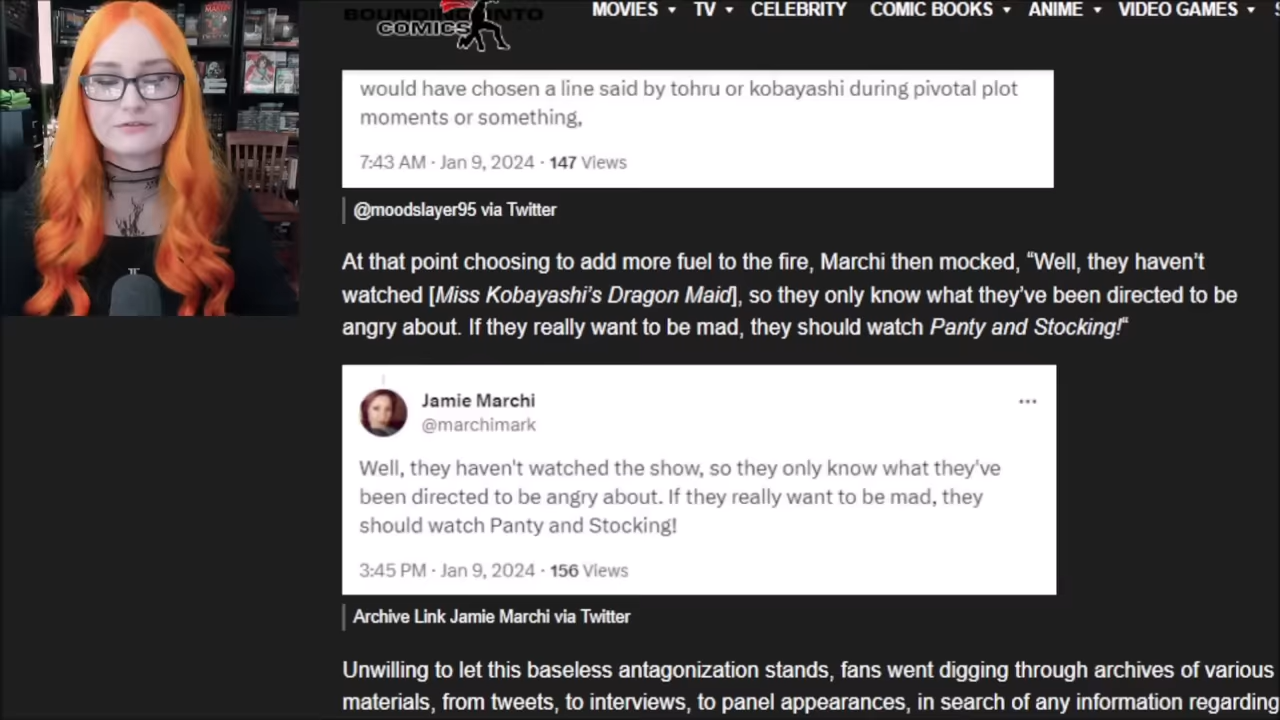 BOUNDING INTO
COMICS
MOVIES TV CELEBRITY COMIC BOOKS ANIME VIDEO GAMES
would have chosen a line said by tohru or kobayashi during pivotal plot
moments or something,
7:43 AM · Jan 9, 2024 · 147 Views
@moodslayer95 via Twitter
At that point choosing to add more fuel to the fire, Marchi then mocked, “Well, they haven’t
watched [Miss Kobayashi’s Dragon Maid], so they only know what they’ve been directed to be
angry about. If they really want to be mad, they should watch Panty and Stocking!“
Jamie Marchi
@marchimark
Well, they haven't watched the show, so they only know what they've
been directed to be angry about. If they really want to be mad, they
should watch Panty and Stocking!
3:45 PM · Jan 9, 2024 · 156 Views
Archive Link Jamie Marchi via Twitter
Unwilling to let this baseless antagonization stands, fans went digging through archives of various
materials, from tweets, to interviews, to panel appearances, in search of any information regarding